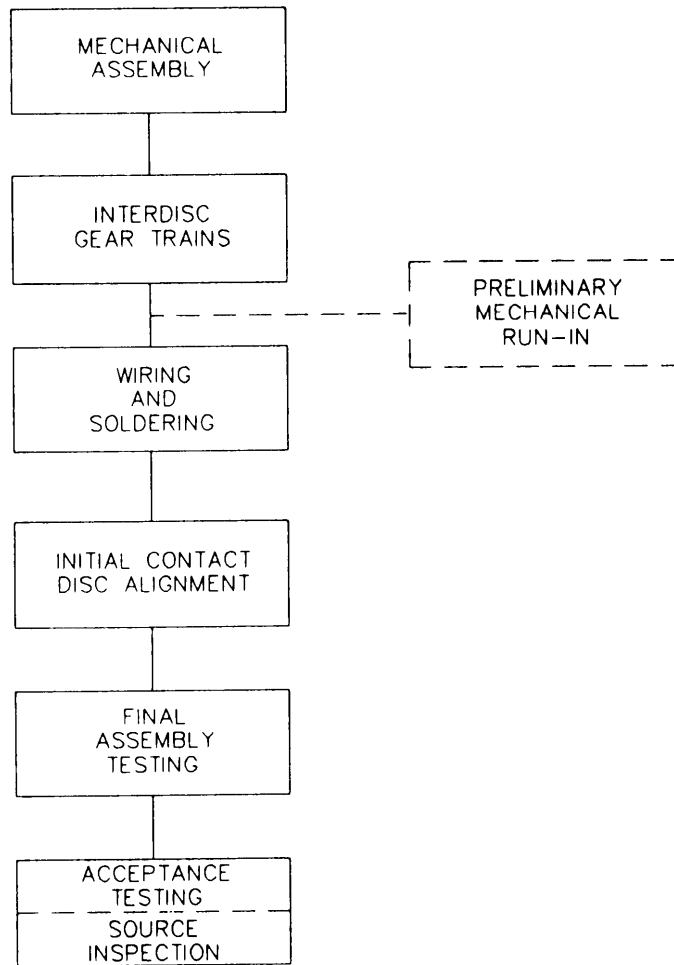 MECHANICAL
ASSEMBLY
INTERDISC
GEAR TRAINS
PRELIMINARY
MECHANICAL
RUN-IN
WIRING
AND
SOLDERING
INITIAL CONTACT
DISC ALIGNMENT
FINAL
ASSEMBLY
TESTING
ACCEPTANCE
TESTING
SOURCE
INSPECTION